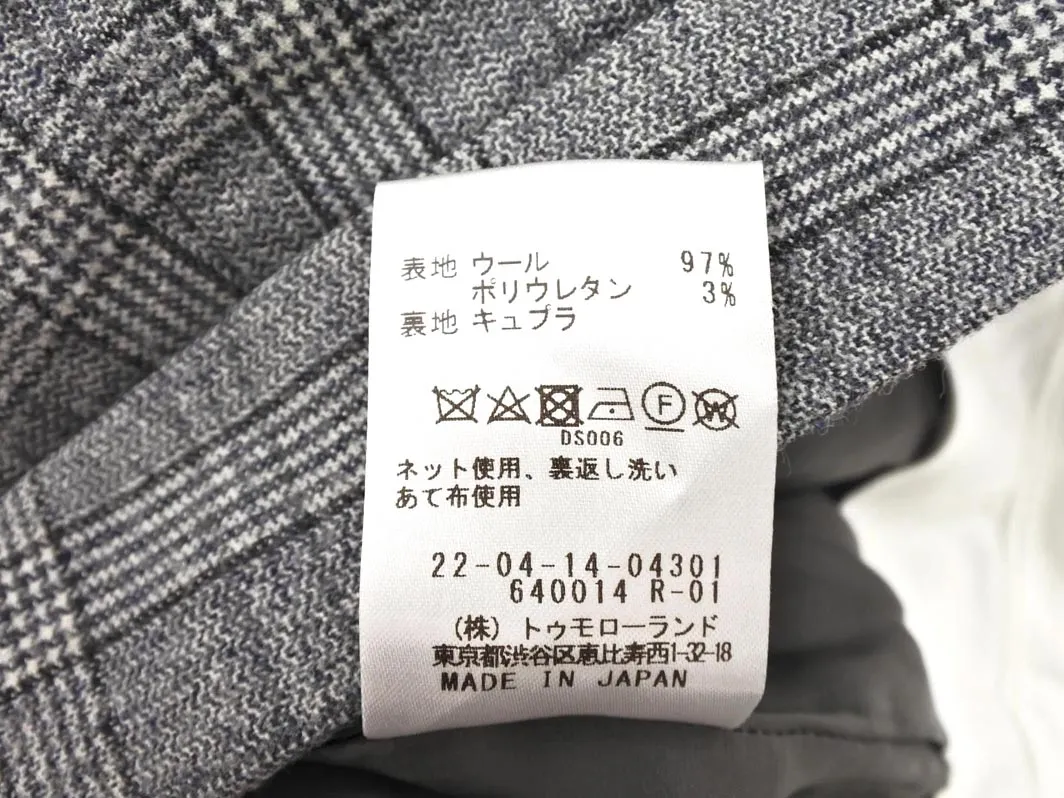 表地 ウール 97%
ポリウレタン 3%
裏地 キュプラ
F
W
DS006
ネット使用、裏返し洗い
あて布使用
22-04-14-04301
640014 R-01
(株) トゥモローランド
東京都渋谷区恵比寿西1-32-18
MADE IN JAPAN